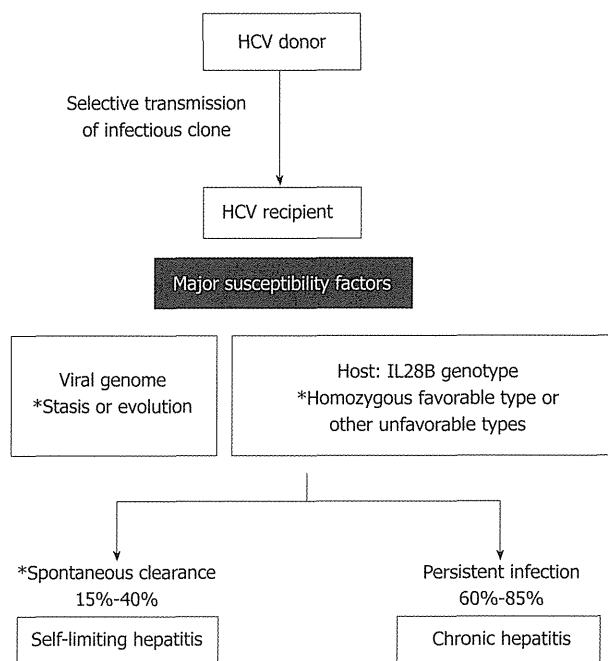 HCV donor
Selective transmission
of infectious clone
HCV recipient
Major susceptibility factors
Viral genome
*Stasis or evolution
Host: IL28B genotype
*Homozygous favorable type or
other unfavorable types
*Spontaneous clearance
15%-40%
Self-limiting hepatitis
Persistent infection
60%-85%
Chronic hepatitis